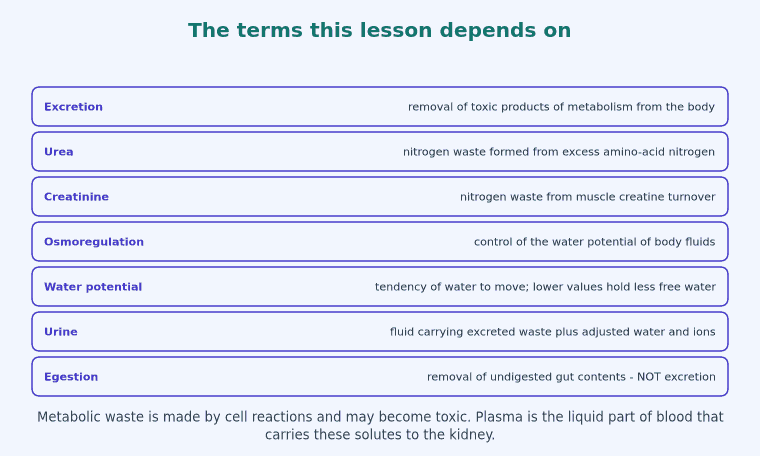 The terms this lesson depends on
Excretion removal of toxic products of metabolism from the body
Urea nitrogen waste formed from excess amino-acid nitrogen
Creatinine nitrogen waste from muscle creatine turnover
Osmoregulation control of the water potential of body fluids
Water potential tendency of water to move; lower values hold less free water
Urine fluid carrying excreted waste plus adjusted water and ions
Egestion removal of undigested gut contents - NOT excretion
Metabolic waste is made by cell reactions and may become toxic. Plasma is the liquid part of blood that
carries these solutes to the kidney.